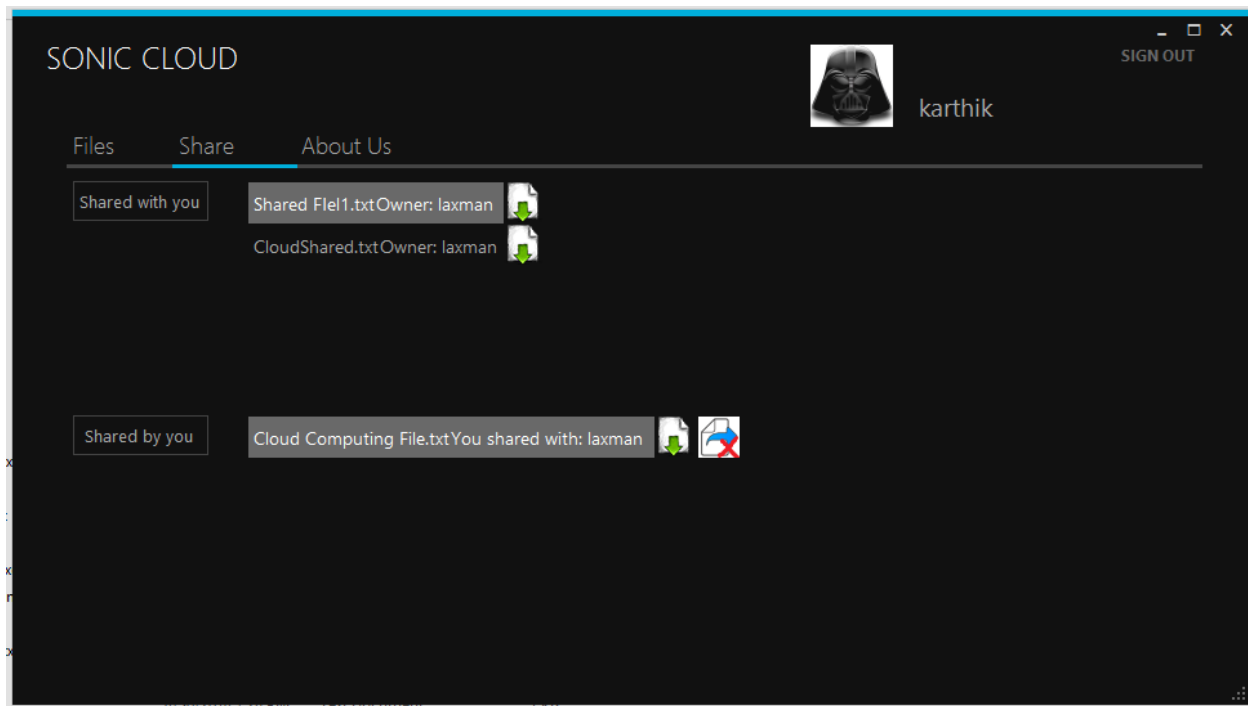 SONIC CLOUD
SIGN OUT
karthik
Files Share About Us
Shared with you
Shared FIel1.txtOwner: laxman
CloudShared.txtOwner: laxman
Shared by you
Cloud Computing File.txtYou shared with: laxman